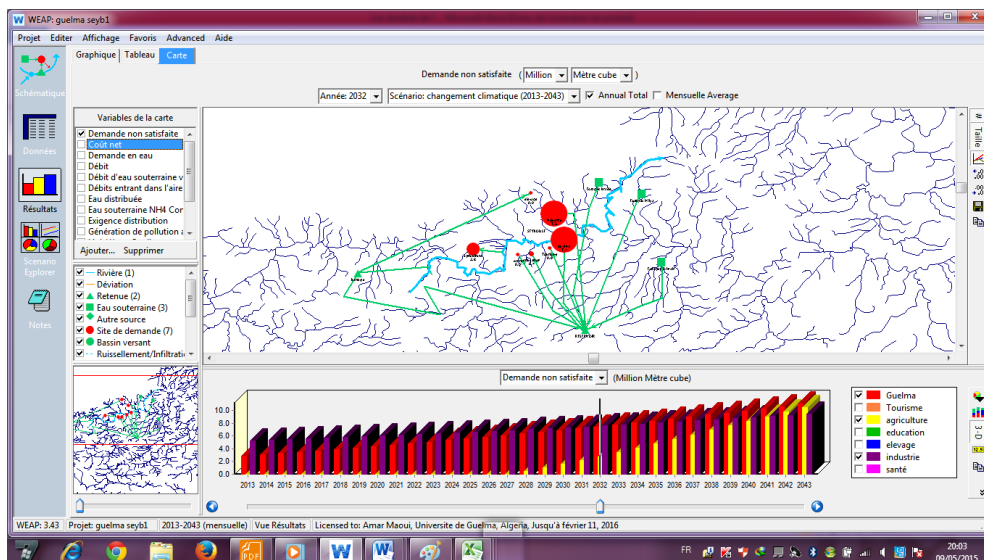 WEAP: guelma seyb1
Projet Editer Affichage Favoris Advanced Aide
Graphique Tableau Carte
Demande non satisfaite ( Million Mètre cube )
Année: 2032 Scénario: changement climatique (2013-2043) Annual Total Mensuelle Average
Schématique
Données
Résultats
Scenario
Explorer
Notes
Variables de la carte
Demande non satisfaite
Coût net
Demande en eau
Débit
Débit d'eau souterraine v
Débits entrant dans l'aire
Eau distribuée
Eau souterraine NH4 Con
Exigence distribution
Génération de pollution a
Ajouter... Supprimer
Rivière (1)
Déviation
Retenue (2)
Eau souterraine (3)
Autre source
Site de demande (7)
Bassin versant
Ruissellement/Infiltratio
Taille
Demande non satisfaite (Million Mètre cube)
10.0
8.0
6.0
4.0
2.0
0.0
2013 2014 2015 2016 2017 2018 2019 2020 2021 2022 2023 2024 2025 2026 2027 2028 2029 2030 2031 2032 2033 2034 2035 2036 2037 2038 2039 2040 2041 2042 2043
Guelma
Tourisme
agriculture
education
elevage
industrie
santé
3-D
WEAP: 3.43 Projet: guelma seyb1 2013-2043 (mensuelle) Vue Résultats Licensed to: Amar Maoui, Universite de Guelma, Algeria, Jusqu'à février 11, 2016
FR
20:03
09/05/2015